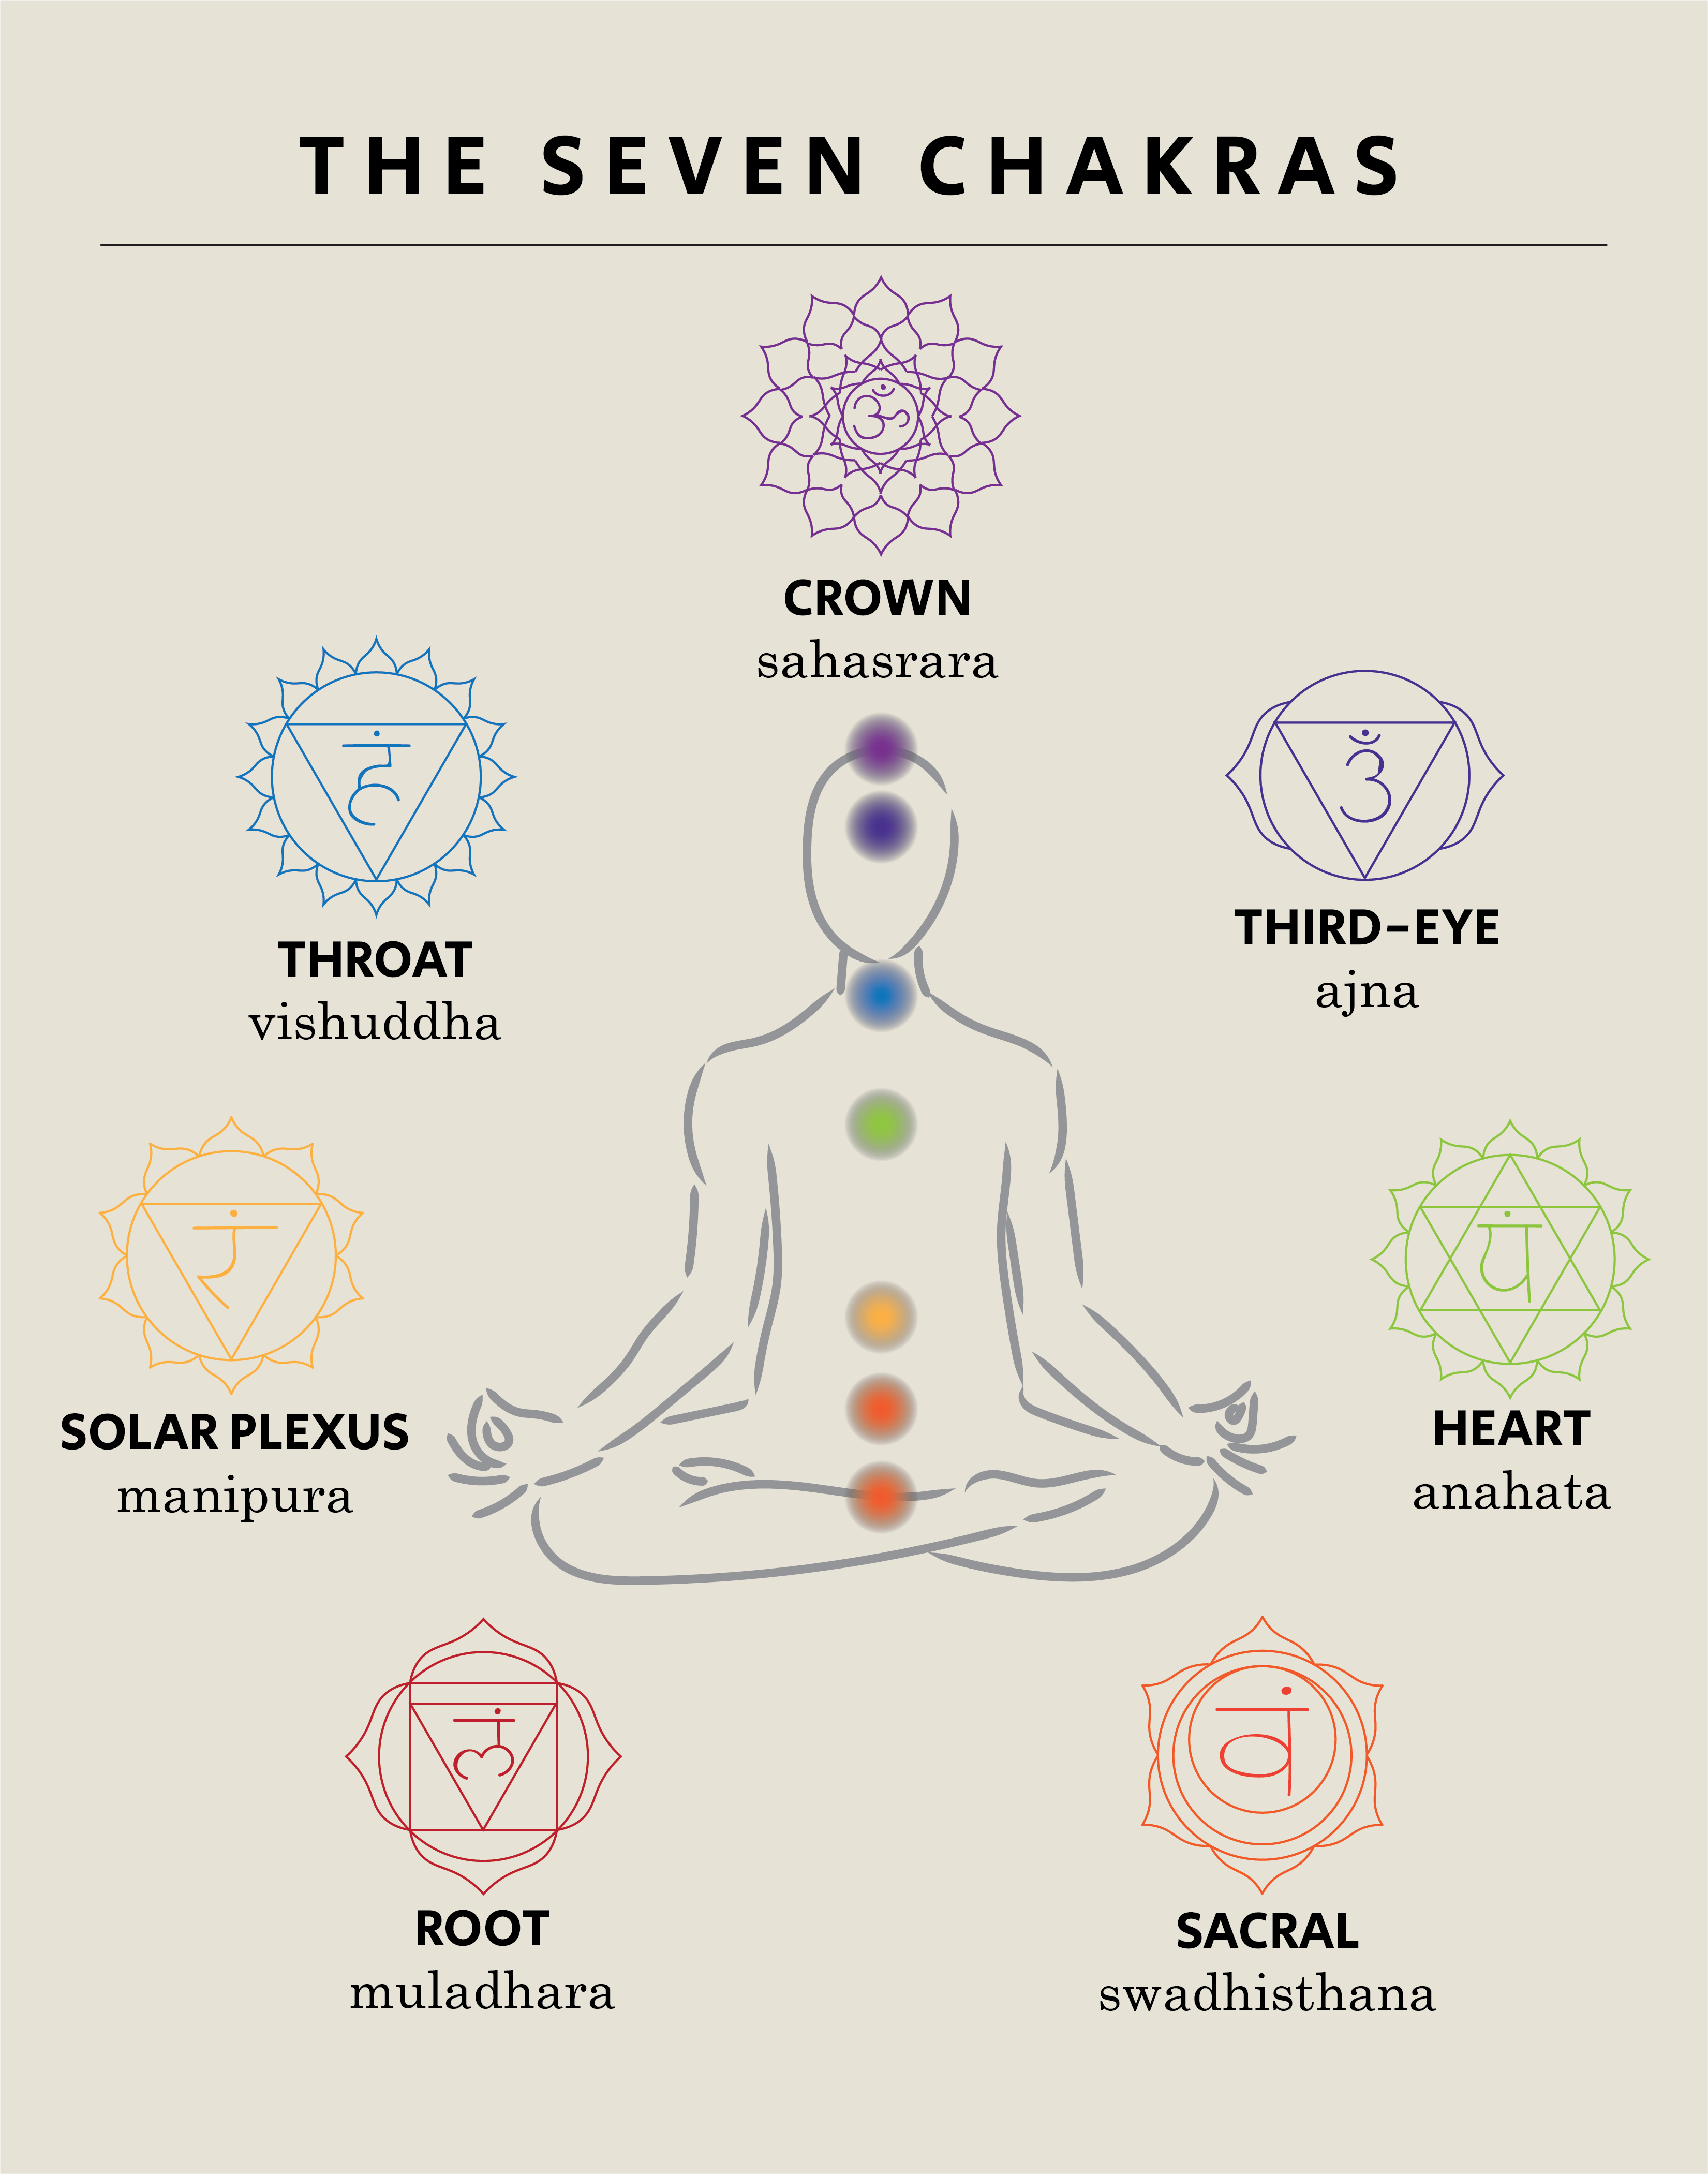 THE SEVEN CHAKRAS
ॐ
CROWN
sahasrara
हं
THROAT
vishuddha
THIRD-EYE
ajna
रं
SOLAR PLEXUS
manipura
HEART
anahata
लं
ROOT
muladhara
वं
SACRAL
swadhisthana